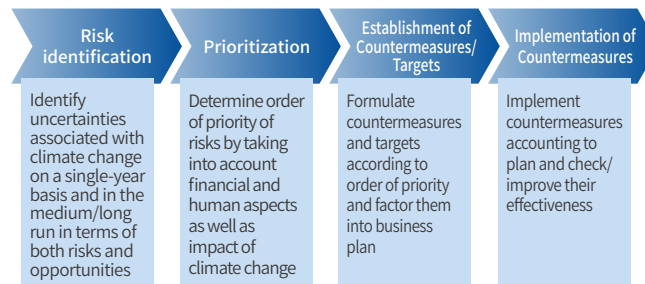 Risk
identification
Identify
uncertainties
associated with
climate change
on a single-year
basis and in the
medium/long
run in terms of
both risks and
opportunities
Prioritization
Determine order
of priority of
risks by taking
into account
financial and
human aspects
as well as
impact of
climate change
Establishment of
Countermeasures/
Targets
Formulate
countermeasures
and targets
according to
order of priority
and factor them
into business
plan
Implementation of
Countermeasures
Implement
countermeasures
accounting to
plan and check/
improve their
effectiveness